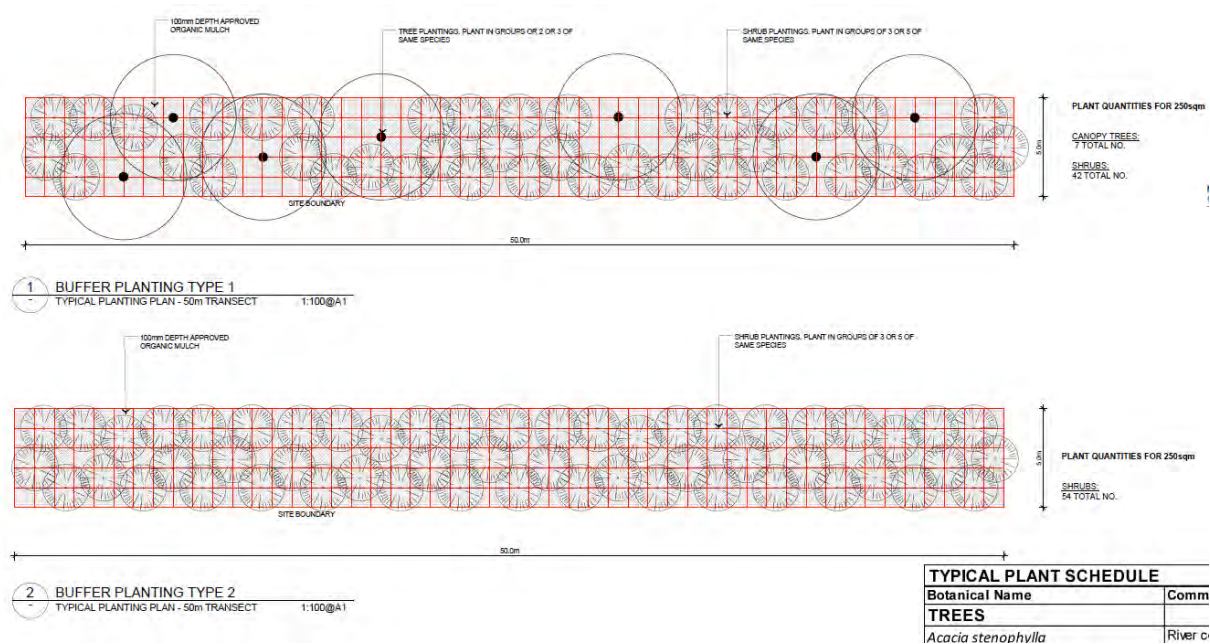 100mm DEPTH APPROVED
ORGANIC MULCH
TREE PLANTINGS, PLANT IN GROUPS OR 2 OR 3 OF
SAME SPECIES
SHRUB PLANTINGS, PLANT IN GROUPS OF 3 OR 5 OF
SAME SPECIES
PLANT QUANTITIES FOR 250sqm
CANOPY TREES:
7 TOTAL NO.
SHRUBS:
42 TOTAL NO.
5.0m
SITE BOUNDARY
50.0m
1 BUFFER PLANTING TYPE 1
- TYPICAL PLANTING PLAN - 50m TRANSECT 1:100@A1
100mm DEPTH APPROVED
ORGANIC MULCH
SHRUB PLANTINGS, PLANT IN GROUPS OF 3 OR 5 OF
SAME SPECIES
5.0m
PLANT QUANTITIES FOR 250sqm
SHRUBS:
54 TOTAL NO.
SITE BOUNDARY
50.0m
2 BUFFER PLANTING TYPE 2
- TYPICAL PLANTING PLAN - 50m TRANSECT 1:100@A1
TYPICAL PLANT SCHEDULE
Botanical Name Comm
TREES
Acacia stenophylla River co